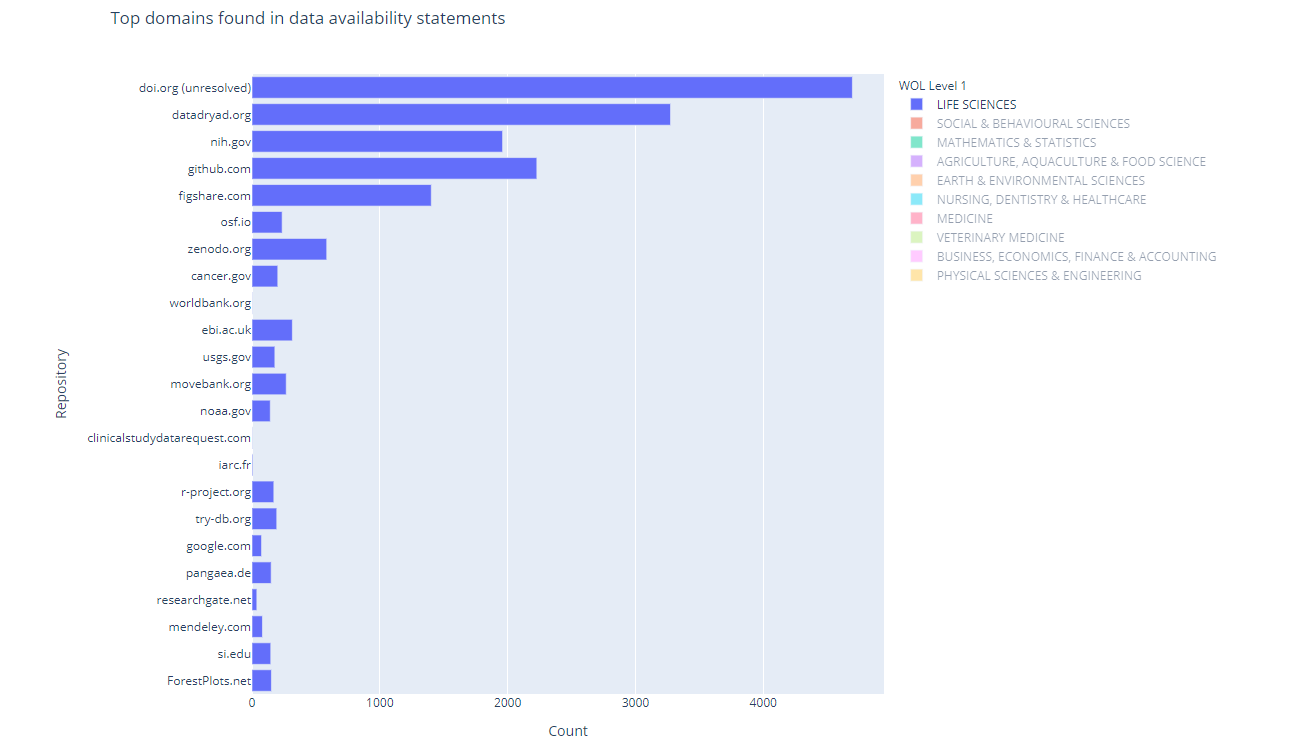 Top domains found in data availability statements
WOL Level 1
LIFE SCIENCES
SOCIAL & BEHAVIOURAL SCIENCES
MATHEMATICS & STATISTICS
AGRICULTURE, AQUACULTURE & FOOD SCIENCE
EARTH & ENVIRONMENTAL SCIENCES
NURSING, DENTISTRY & HEALTHCARE
MEDICINE
VETERINARY MEDICINE
BUSINESS, ECONOMICS, FINANCE & ACCOUNTING
PHYSICAL SCIENCES & ENGINEERING
Repository
doi.org (unresolved)
datadryad.org
nih.gov
github.com
figshare.com
osf.io
zenodo.org
cancer.gov
worldbank.org
ebi.ac.uk
usgs.gov
movebank.org
noaa.gov
clinicalstudydatarequest.com
iarc.fr
r-project.org
try-db.org
google.com
pangaea.de
researchgate.net
mendeley.com
si.edu
ForestPlots.net
0 1000 2000 3000 4000
Count